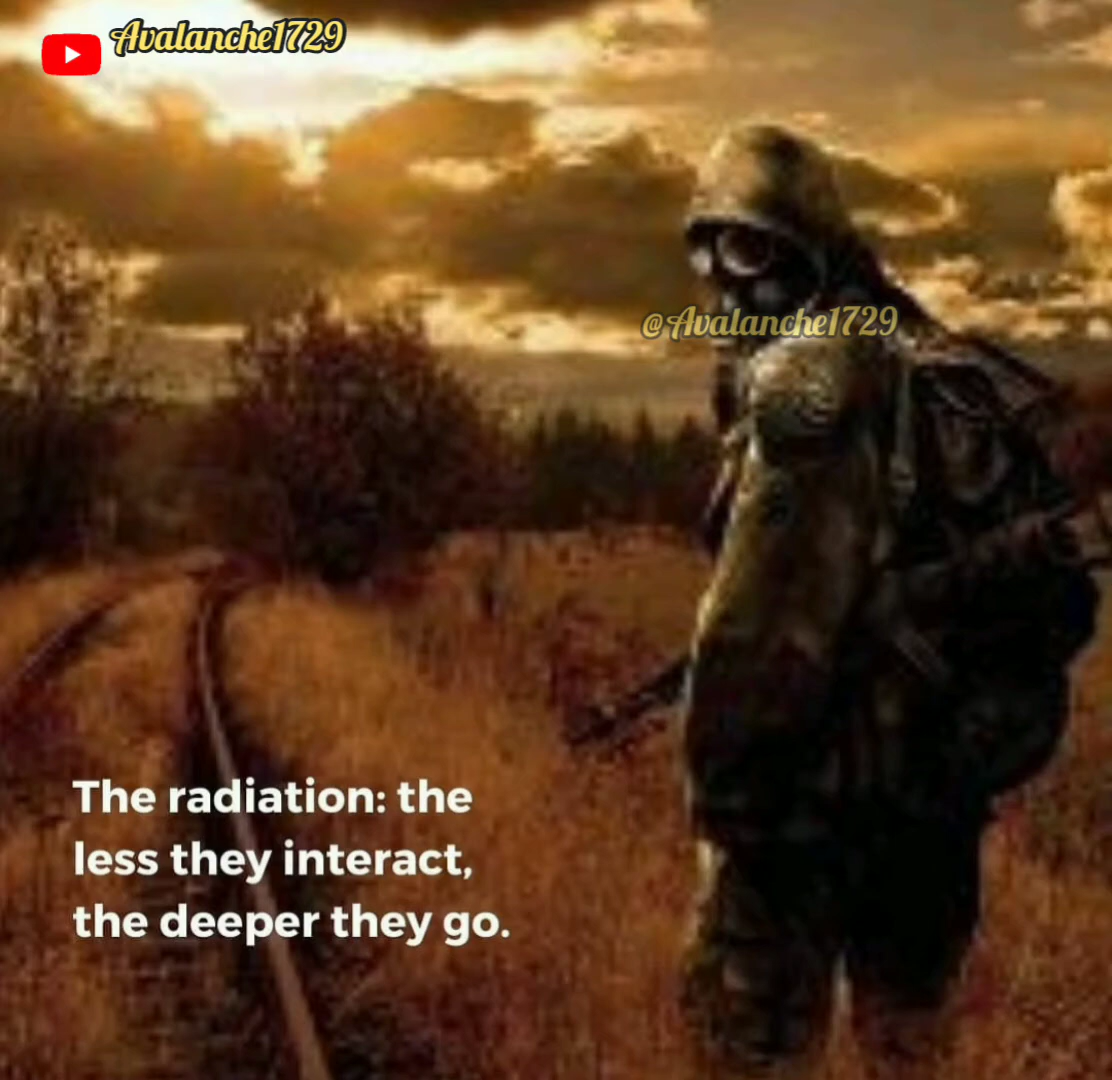 Avalanche1729
@Avalanche1729
The radiation: the
less they interact,
the deeper they go.